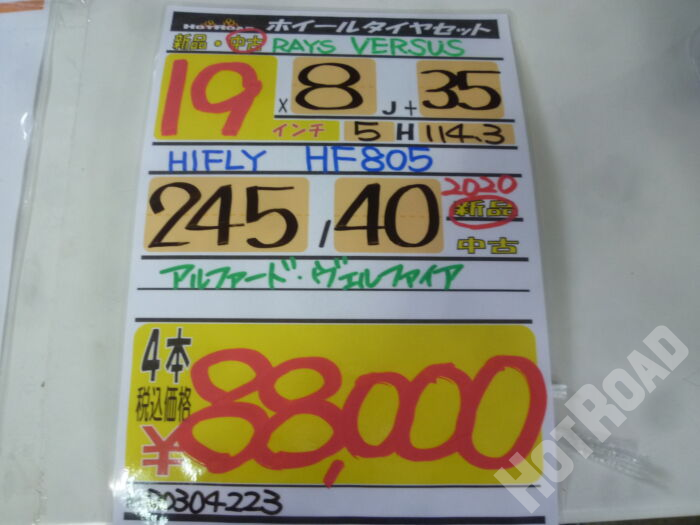 HOTROAD ホイールタイヤセット
新品・中古 RAYS VERSUS
19 × 8 J+ 35
インチ 5 H 114.3
HIFLY HF805
245 / 40 2020 新品
中古
アルファード・ヴェルファイア
4本
税込価格
¥88,000
30304-223
HOTROAD